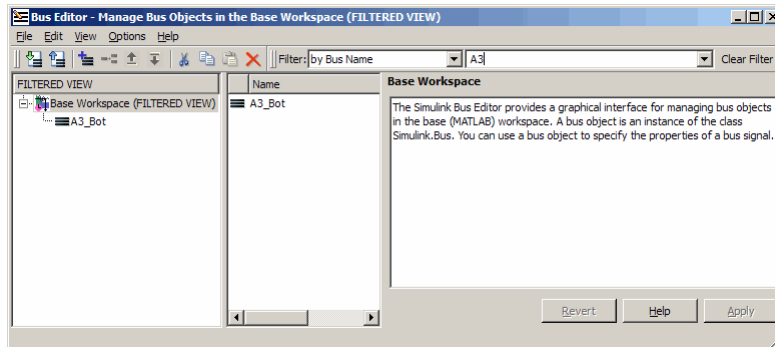 Bus Editor - Manage Bus Objects in the Base Workspace (FILTERED VIEW)
File Edit View Options Help
Filter: by Bus Name A3 Clear Filter
FILTERED VIEW
Base Workspace (FILTERED VIEW)
A3_Bot
Name
A3_Bot
Base Workspace
The Simulink Bus Editor provides a graphical interface for managing bus objects
in the base (MATLAB) workspace. A bus object is an instance of the class
Simulink.Bus. You can use a bus object to specify the properties of a bus signal.
Revert Help Apply